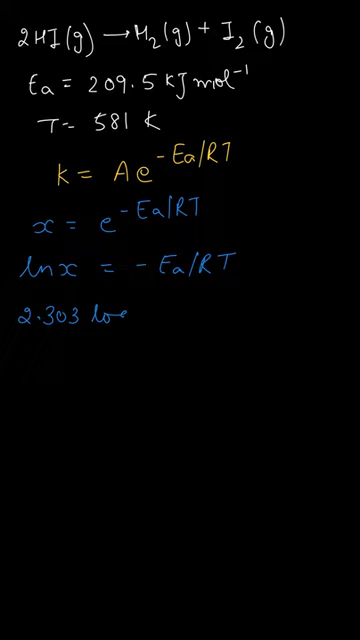 2HI(g) → H₂(g) + I₂(g)
Ea = 209.5 KJ mol⁻¹
T = 581 K
k = Ae^-Ea/RT
x = e^-Ea/RT
ln x = - Ea/RT
2.303